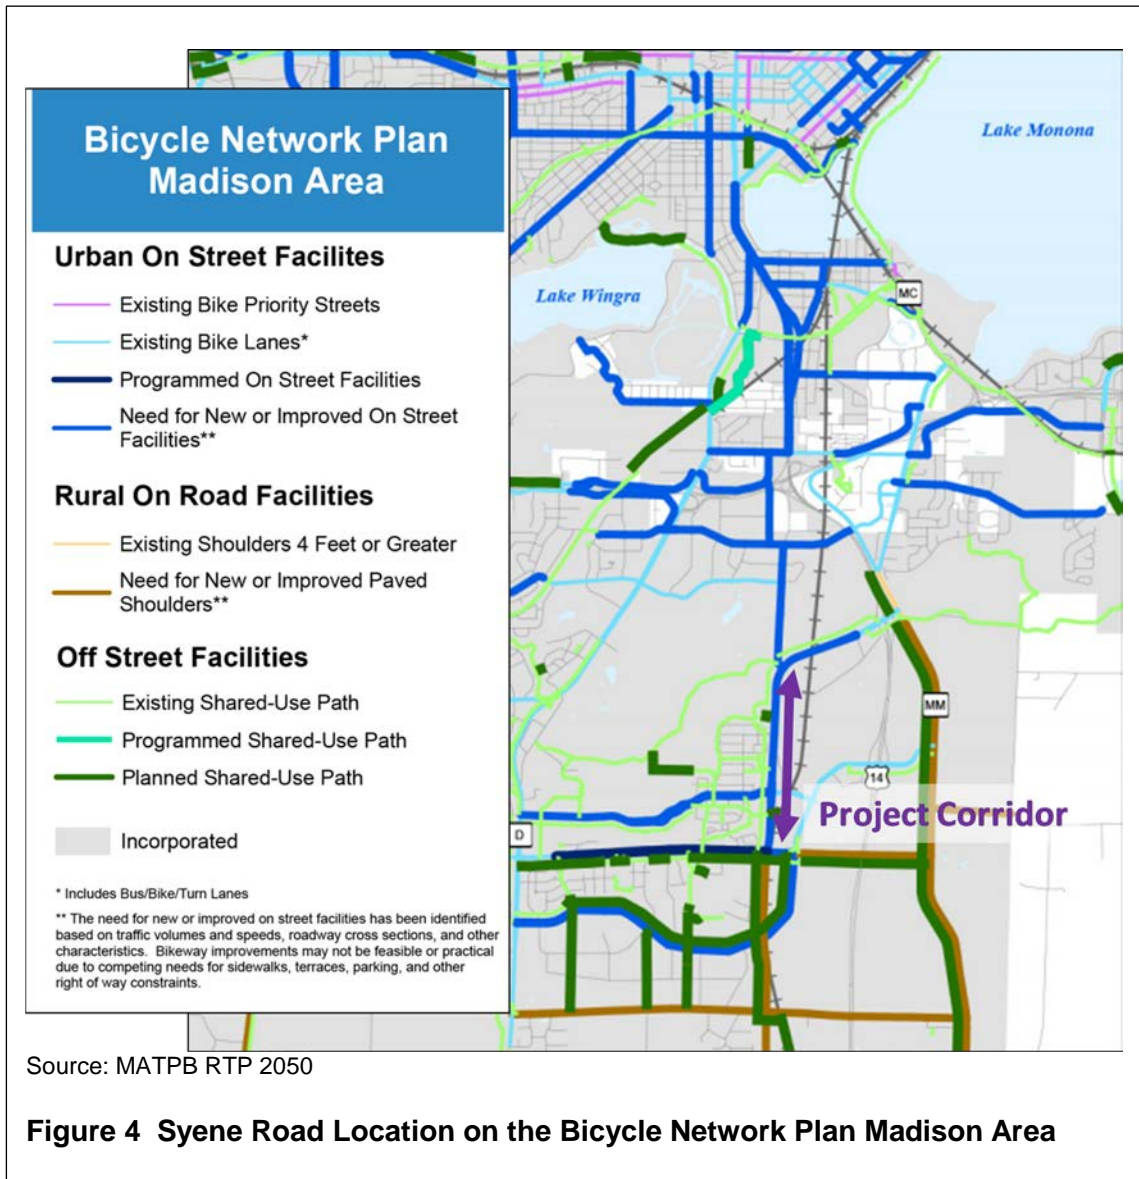 Bicycle Network Plan
Madison Area
Urban On Street Facilites
Existing Bike Priority Streets
Existing Bike Lanes*
Programmed On Street Facilities
Need for New or Improved On Street
Facilities**
Rural On Road Facilities
Existing Shoulders 4 Feet or Greater
Need for New or Improved Paved
Shoulders**
Off Street Facilities
Existing Shared-Use Path
Programmed Shared-Use Path
Planned Shared-Use Path
Incorporated
* Includes Bus/Bike/Turn Lanes
** The need for new or improved on street facilities has been identified
based on traffic volumes and speeds, roadway cross sections, and other
characteristics. Bikeway improvements may not be feasible or practical
due to competing needs for sidewalks, terraces, parking, and other
right of way constraints.
Lake Monona
Lake Wingra
MC
MM
14
Project Corridor
D
Source: MATPB RTP 2050
Figure 4 Syene Road Location on the Bicycle Network Plan Madison Area